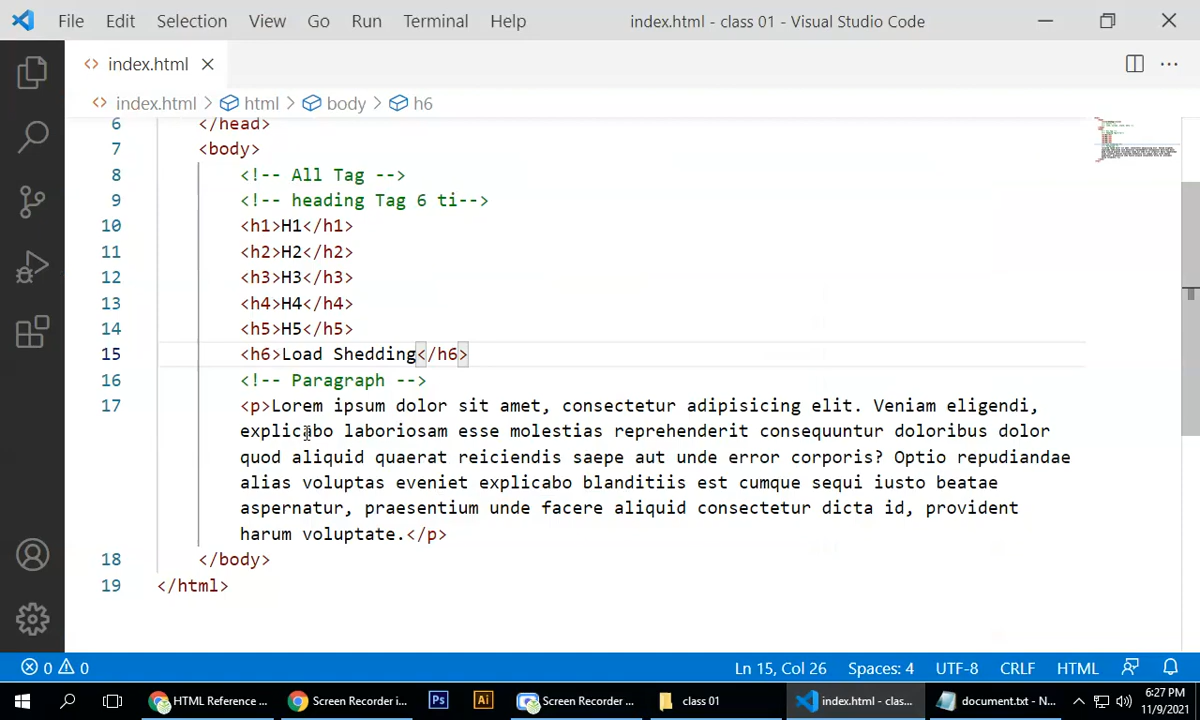 File Edit Selection View Go Run Terminal Help index.html - class 01 - Visual Studio Code
index.html
index.html > html > body > h6
6 </head>
7 <body>
8 <!-- All Tag -->
9 <!-- heading Tag 6 ti-->
10 <h1>H1</h1>
11 <h2>H2</h2>
12 <h3>H3</h3>
13 <h4>H4</h4>
14 <h5>H5</h5>
15 <h6>Load Shedding</h6>
16 <!-- Paragraph -->
17 <p>Lorem ipsum dolor sit amet, consectetur adipisicing elit. Veniam eligendi,
explicabo laboriosam esse molestias reprehenderit consequuntur doloribus dolor
quod aliquid quaerat reiciendis saepe aut unde error corporis? Optio repudiandae
alias voluptas eveniet explicabo blanditiis est cumque sequi iusto beatae
aspernatur, praesentium unde facere aliquid consectetur dicta id, provident
harum voluptate.</p>
18 </body>
19 </html>
0 0 Ln 15, Col 26 Spaces: 4 UTF-8 CRLF HTML
Ps Ai HTML Reference ... Screen Recorder i... Screen Recorder ... class 01 index.html - clas... document.txt - N... 6:27 PM
11/9/2021